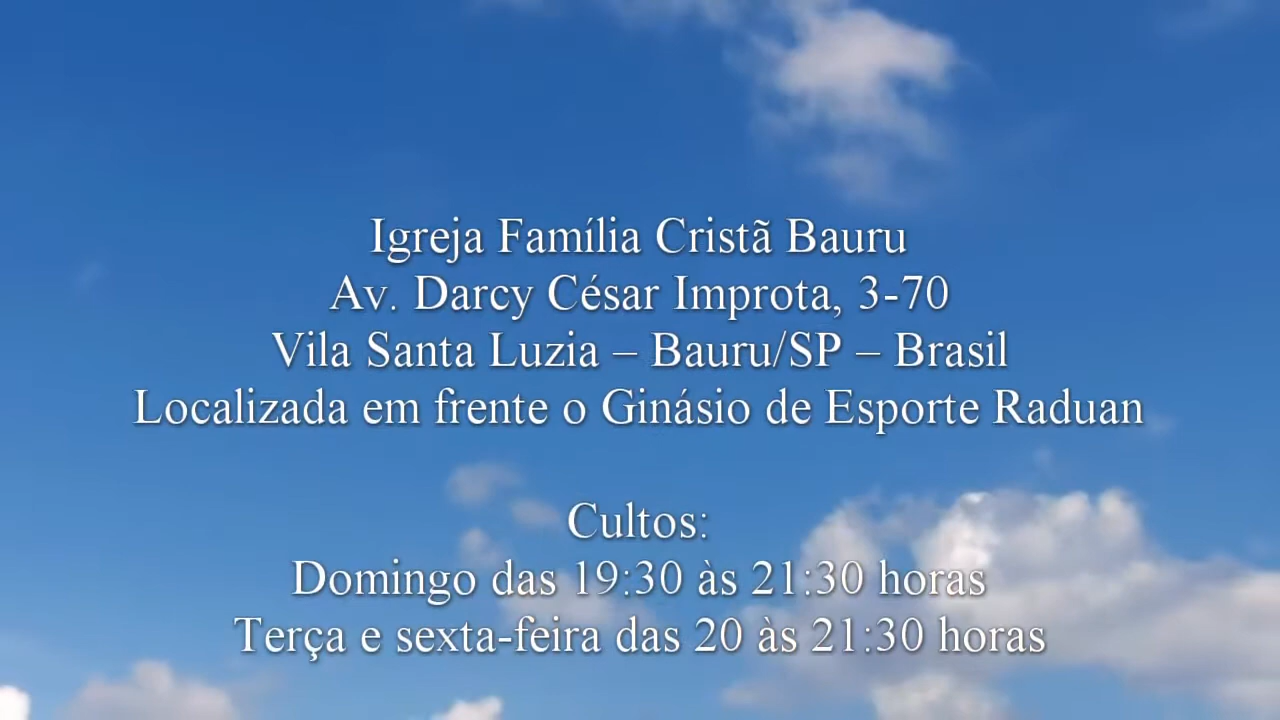 Igreja Família Cristã Bauru
Av. Darcy César Improta, 3-70
Vila Santa Luzia – Bauru/SP – Brasil
Localizada em frente o Ginásio de Esporte Raduan
Cultos:
Domingo das 19:30 às 21:30 horas
Terça e sexta-feira das 20 às 21:30 horas